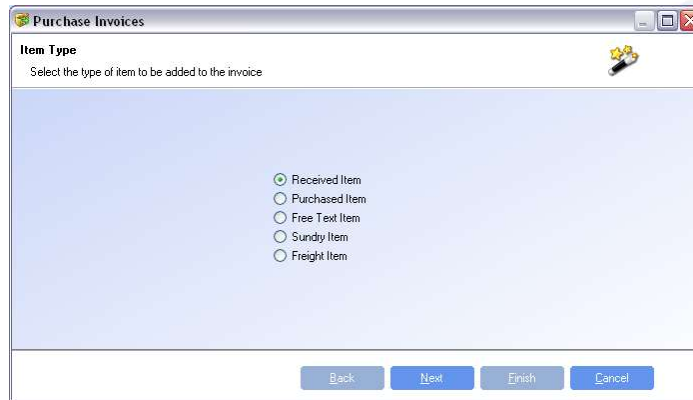 Purchase Invoices
Item Type
Select the type of item to be added to the invoice
Received Item
Purchased Item
Free Text Item
Sundry Item
Freight Item
Back Next Finish Cancel